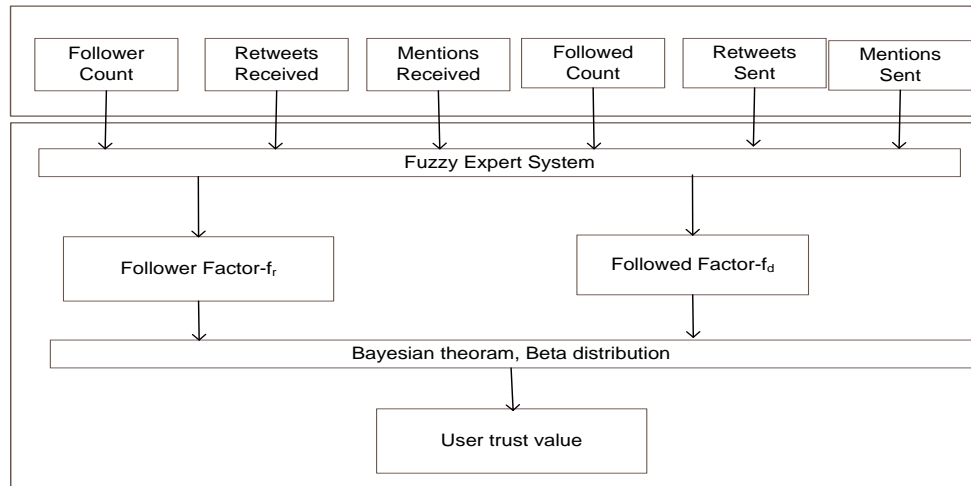 Follower
Count
Retweets
Received
Mentions
Received
Followed
Count
Retweets
Sent
Mentions
Sent
Fuzzy Expert System
Follower Factor-fᵣ
Followed Factor-f_d
Bayesian theoram, Beta distribution
User trust value